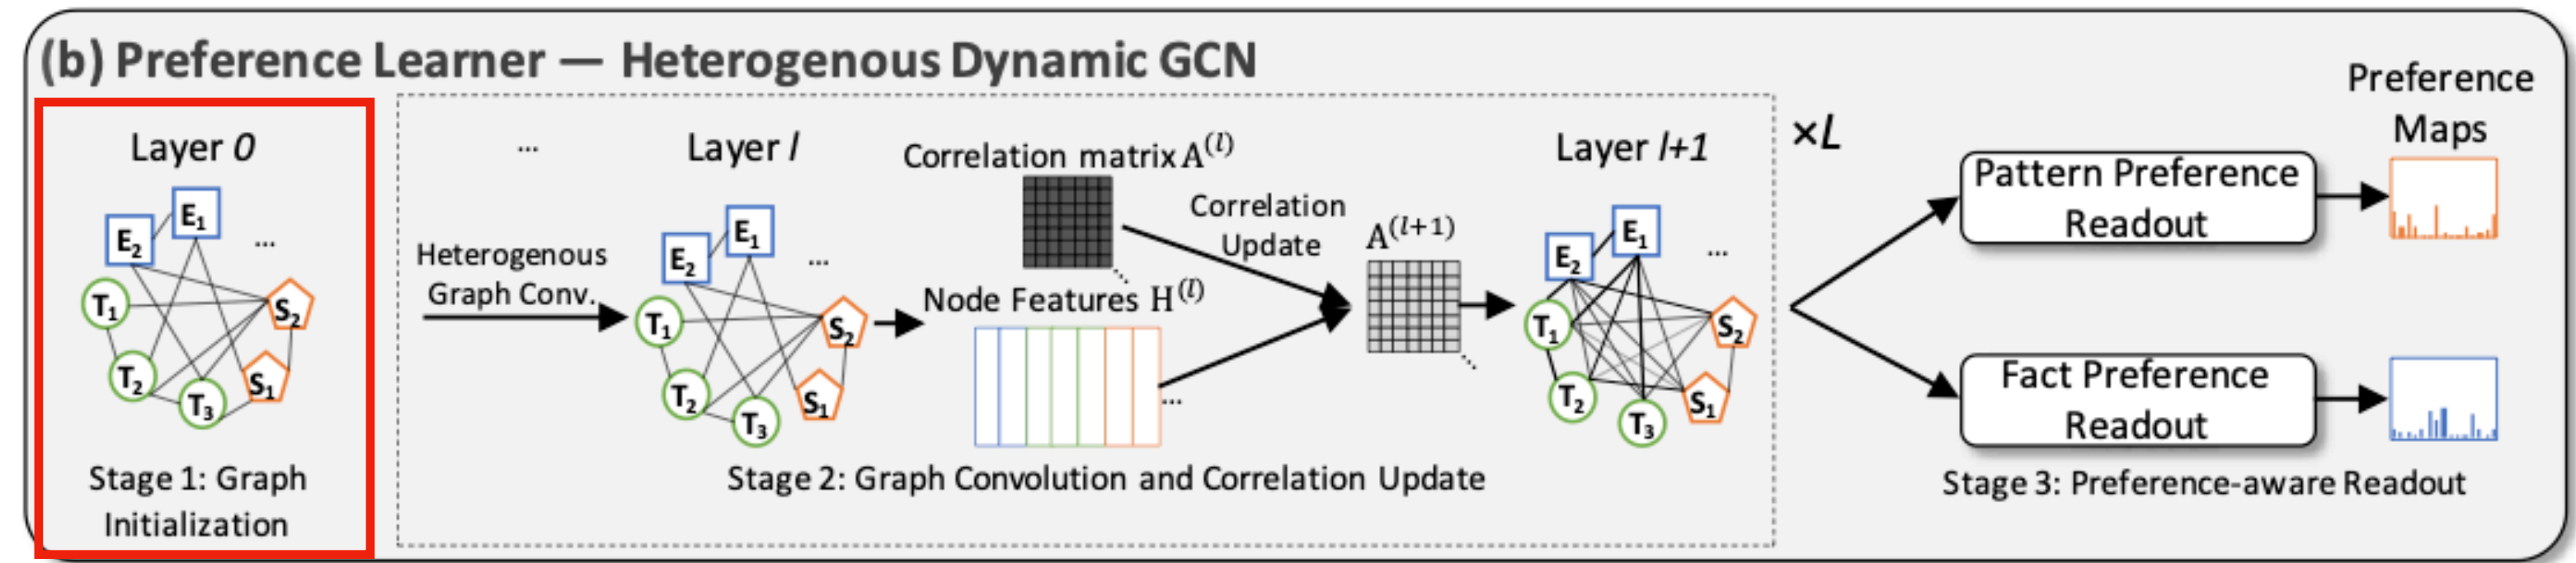 (b) Preference Learner — Heterogenous Dynamic GCN
Layer 0
E₁
E₂
...
T₁
S₂
T₂
S₁
T₃
Stage 1: Graph
Initialization
...
Heterogenous
Graph Conv.
Layer l
E₁
E₂
...
T₁
S₂
T₂
S₁
T₃
Correlation matrix A⁽ˡ⁾
Node Features H⁽ˡ⁾
...
Correlation
Update
A⁽ˡ⁺¹⁾
Layer l+1
E₁
E₂
...
T₁
S₂
T₂
S₁
T₃
×L
Stage 2: Graph Convolution and Correlation Update
Pattern Preference
Readout
Fact Preference
Readout
Preference
Maps
Stage 3: Preference-aware Readout